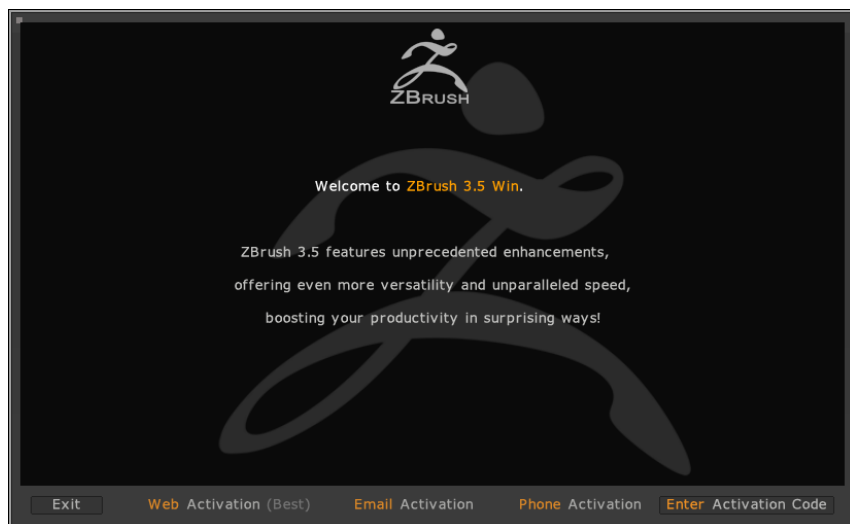 ZBRUSH
Welcome to ZBrush 3.5 Win.
ZBrush 3.5 features unprecedented enhancements,
offering even more versatility and unparalleled speed,
boosting your productivity in surprising ways!
Exit Web Activation (Best) Email Activation Phone Activation Enter Activation Code